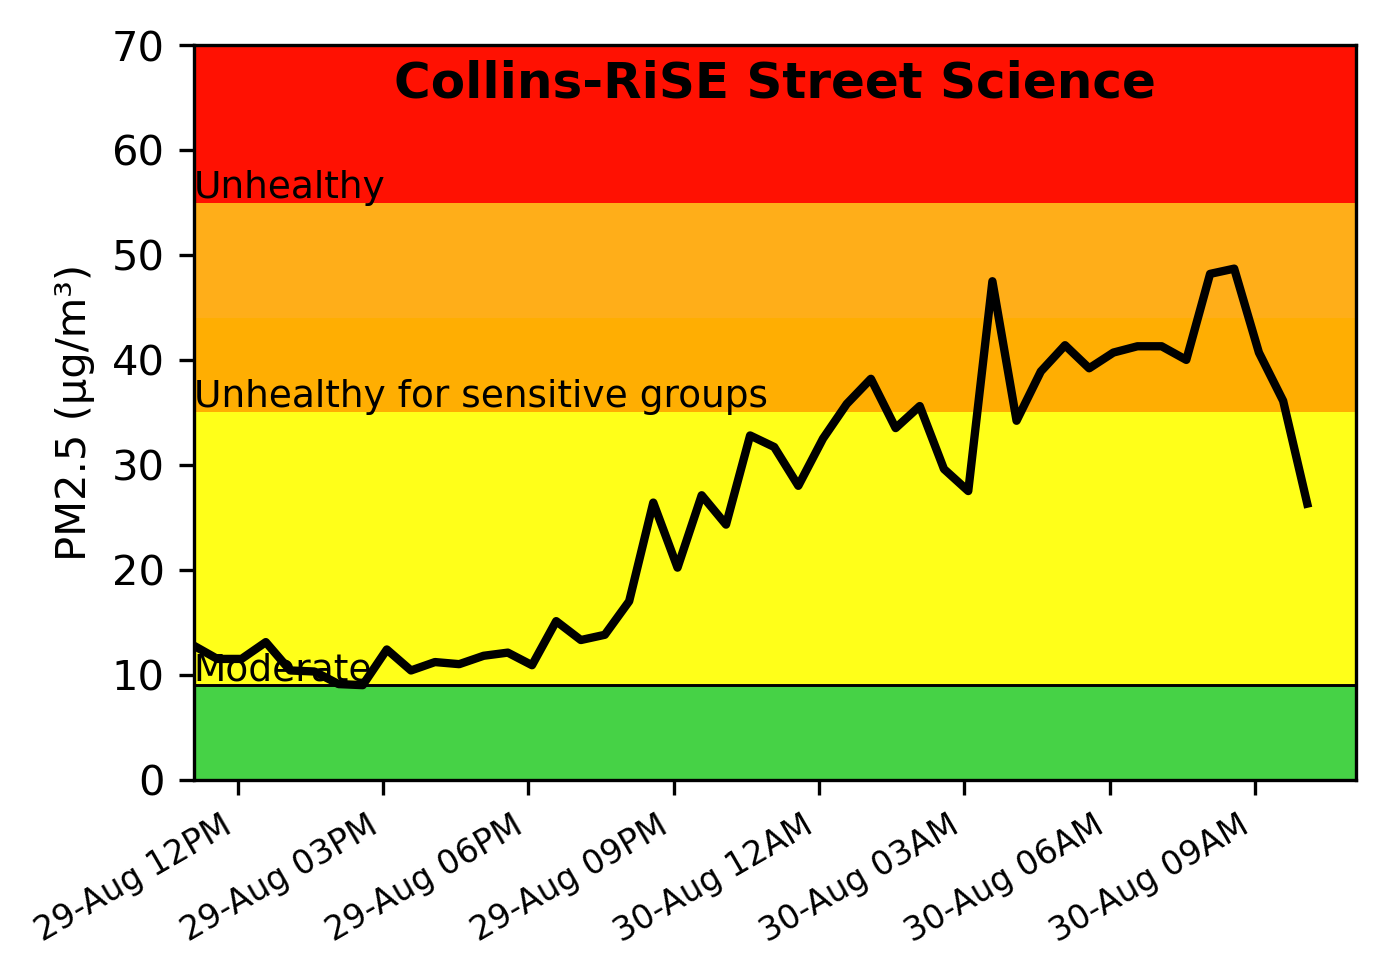 Collins-RiSE Street Science
70
60
Unhealthy
50
40
Unhealthy for sensitive groups
30
20
Moderate
10
0
PM2.5 (µg/m³)
29-Aug 12PM
29-Aug 03PM
29-Aug 06PM
29-Aug 09PM
30-Aug 12AM
30-Aug 03AM
30-Aug 06AM
30-Aug 09AM